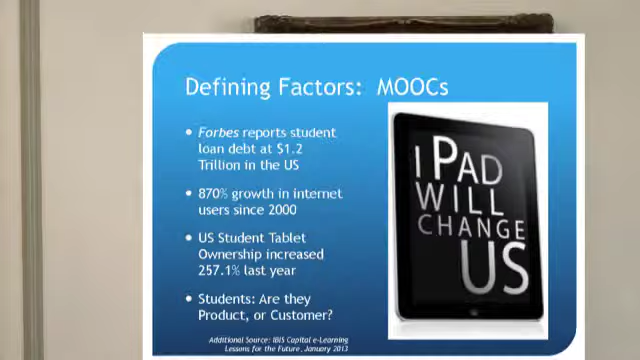 Defining Factors: MOOCs
• Forbes reports student
loan debt at $1.2
Trillion in the US
• 870% growth in internet
users since 2000
• US Student Tablet
Ownership increased
257.1% last year
• Students: Are they
Product, or Customer?
Additional Source: IBIS Capital e-Learning
Lessons for the Future, January 2013
I PAD
WILL
CHANGE
US